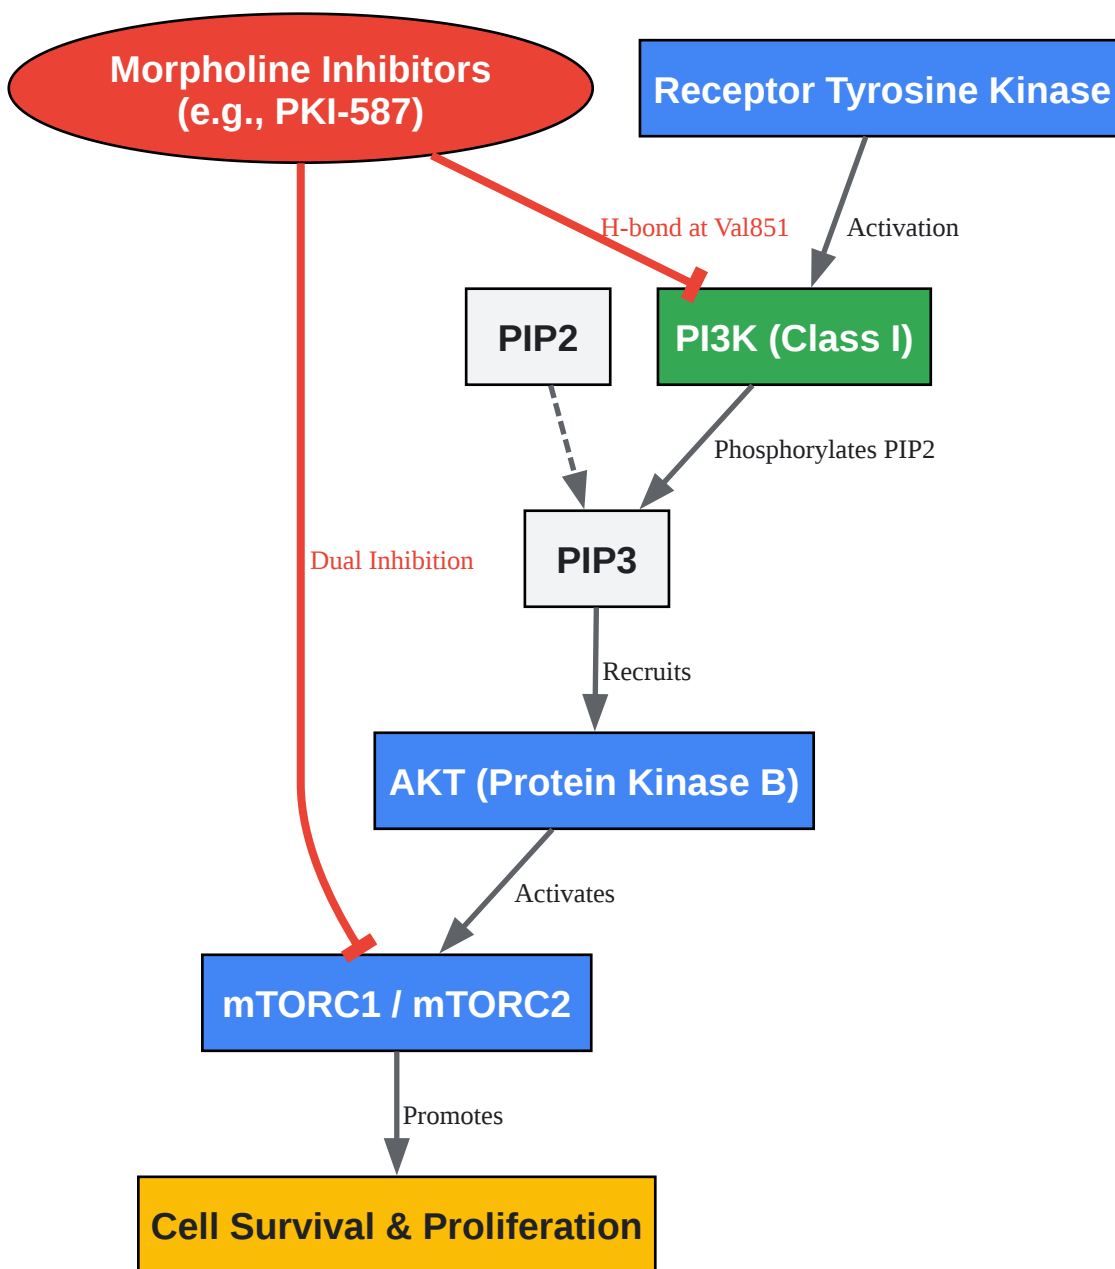 Morpholine Inhibitors
(e.g., PKI-587)
Receptor Tyrosine Kinase
H-bond at Val851
Activation
PIP2
PI3K (Class I)
Phosphorylates PIP2
Dual Inhibition
PIP3
Recruits
AKT (Protein Kinase B)
Activates
mTORC1 / mTORC2
Promotes
Cell Survival & Proliferation